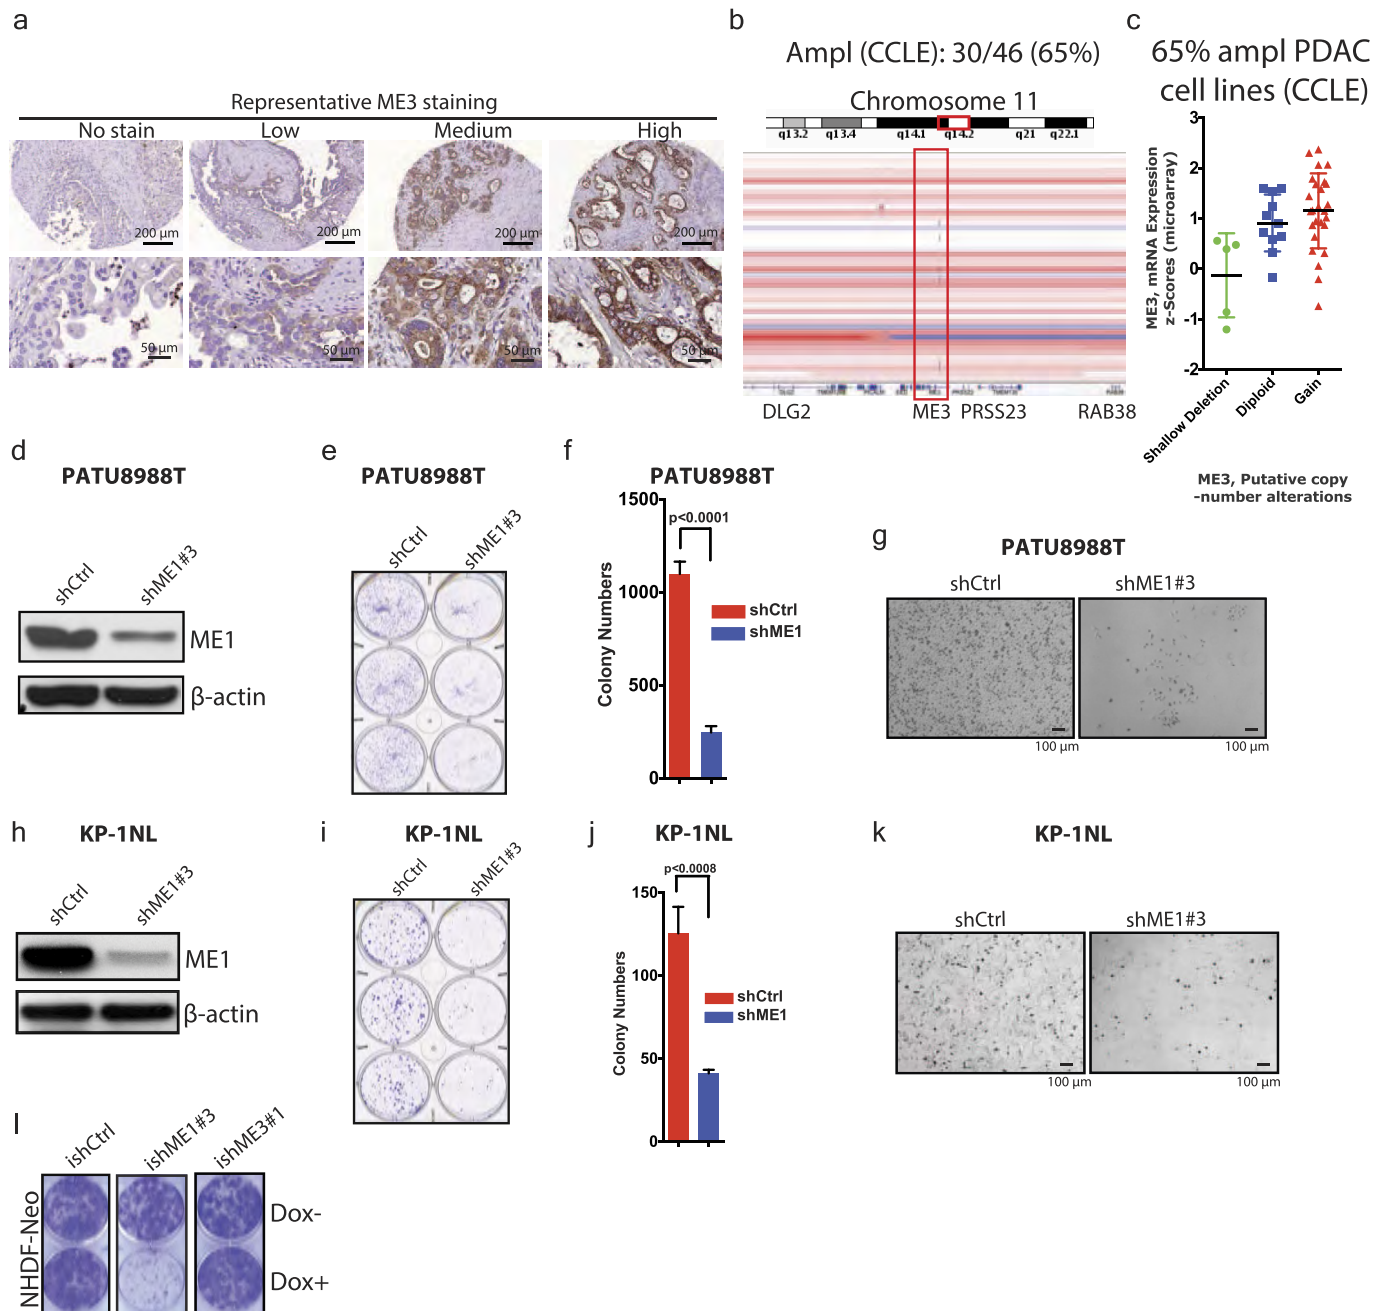 a
Representative ME3 staining
No stain
Low
Medium
High
200 µm
200 µm
200 µm
200 µm
50 µm
50 µm
50 µm
50 µm
b
Ampl (CCLE): 30/46 (65%)
Chromosome 11
q13.2
q13.4
q14.1
q14.2
q21
q22.1
DLG2
ME3
PRSS23
RAB38
c
65% ampl PDAC
cell lines (CCLE)
ME3, mRNA Expression
z-Scores (microarray)
3
2
1
0
-1
-2
Shallow Deletion
Diploid
Gain
ME3, Putative copy
-number alterations
d
PATU8988T
shCtrl
shME1#3
ME1
β-actin
e
PATU8988T
shCtrl
shME1#3
f
PATU8988T
Colony Numbers
1500
1000
500
0
p<0.0001
shCtrl
shME1
g
PATU8988T
shCtrl
shME1#3
100 µm
100 µm
h
KP-1NL
shCtrl
shME1#3
ME1
β-actin
i
KP-1NL
shCtrl
shME1#3
j
KP-1NL
Colony Numbers
150
100
50
0
p<0.0008
shCtrl
shME1
k
KP-1NL
shCtrl
shME1#3
100 µm
100 µm
l
ishCtrl
ishME1#3
ishME3#1
NHDF-Neo
Dox-
Dox+